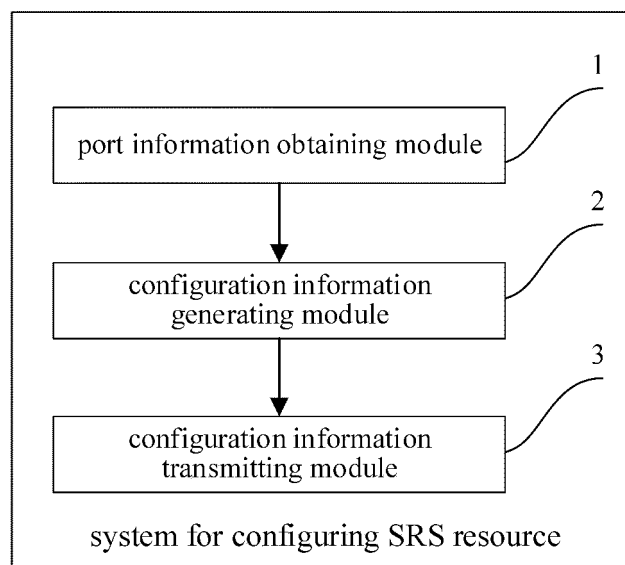 1
port information obtaining module
2
configuration information
generating module
3
configuration information
transmitting module
system for configuring SRS resource